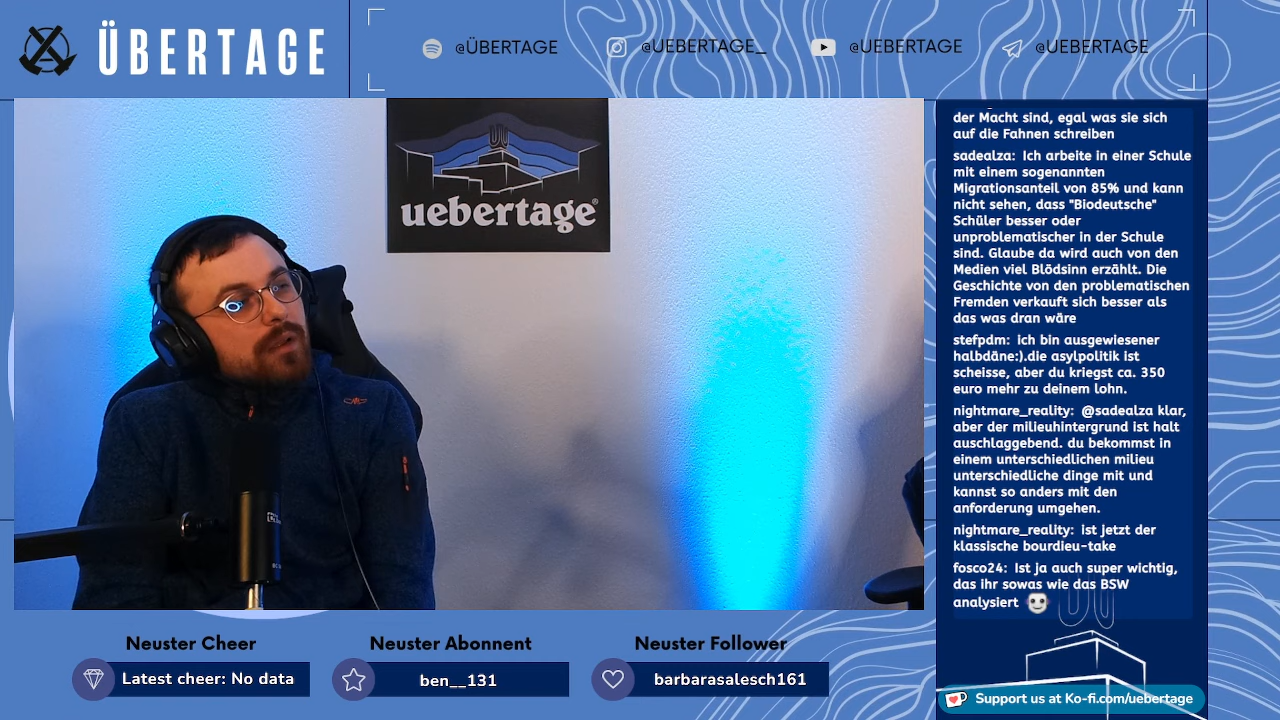 ÜBERTAGE
@ÜBERTAGE
@UEBERTAGE_
@UEBERTAGE
@UEBERTAGE
uebertage®
der Macht sind, egal was sie sich
auf die Fahnen schreiben
sadealza: Ich arbeite in einer Schule
mit einem sogenannten
Migrationsanteil von 85% und kann
nicht sehen, dass "Biodeutsche"
Schüler besser oder
unproblematischer in der Schule
sind. Glaube da wird auch von den
Medien viel Blödsinn erzählt. Die
Geschichte von den problematischen
Fremden verkauft sich besser als
das was dran wäre
stefpdm: ich bin ausgewiesener
halbdäne:).die asylpolitik ist
scheisse, aber du kriegst ca. 350
euro mehr zu deinem lohn.
nightmare_reality: @sadealza klar,
aber der milieuhintergrund ist halt
auschlaggebend. du bekommst in
einem unterschiedlichen milieu
unterschiedliche dinge mit und
kannst so anders mit den
anforderung umgehen.
nightmare_reality: ist jetzt der
klassische bourdieu-take
fosco24: Ist ja auch super wichtig,
das ihr sowas wie das BSW
analysiert
Neuster Cheer
Latest cheer: No data
Neuster Abonnent
ben__131
Neuster Follower
barbarasalesch161
Support us at Ko-fi.com/uebertage